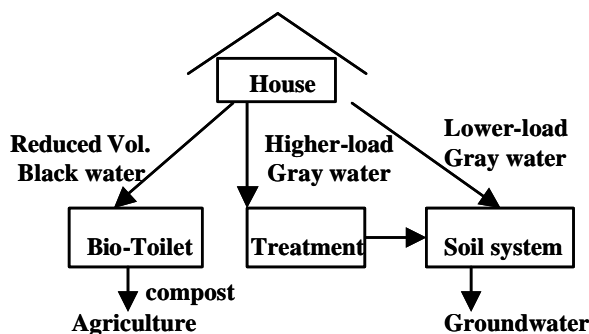 House
Reduced Vol.
Black water
Higher-load
Gray water
Lower-load
Gray water
Bio-Toilet
Treatment
Soil system
compost
Agriculture
Groundwater